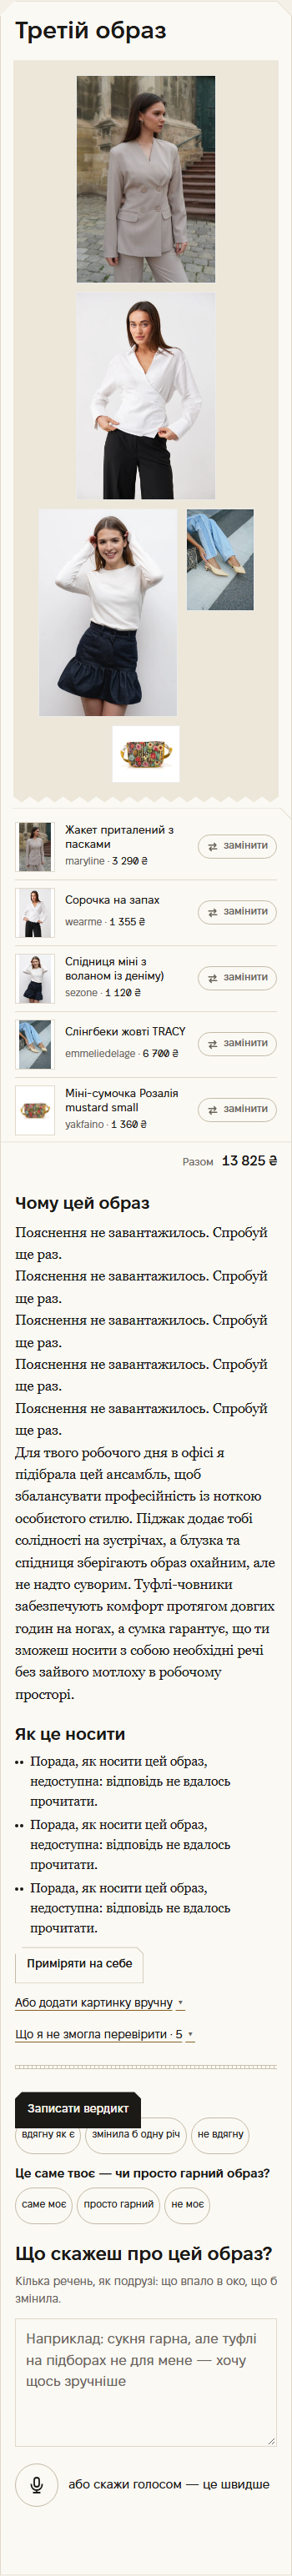 Третій образ
Жакет приталений з
пасками
maryline · 3 290 ₴
замінити
Сорочка на запах
wearme · 1 355 ₴
замінити
Спідниця міні з
воланом із деніму)
sezone · 1 120 ₴
замінити
Слінгбеки жовті TRACY
emmeliedelage · 6 700 ₴
замінити
Міні-сумочка Розалія
mustard small
yakfaino · 1 360 ₴
замінити
Разом 13 825 ₴
Чому цей образ
Пояснення не завантажилось. Спробуй
ще раз.
Пояснення не завантажилось. Спробуй
ще раз.
Пояснення не завантажилось. Спробуй
ще раз.
Пояснення не завантажилось. Спробуй
ще раз.
Пояснення не завантажилось. Спробуй
ще раз.
Для твого робочого дня в офісі я
підібрала цей ансамбль, щоб
збалансувати професійність із ноткою
особистого стилю. Піджак додає тобі
солідності на зустрічах, а блузка та
спідниця зберігають образ охайним, але
не надто суворим. Туфлі-човники
забезпечують комфорт протягом довгих
годин на ногах, а сумка гарантує, що ти
зможеш носити з собою необхідні речі
без зайвого мотлоху в робочому
просторі.
Як це носити
Порада, як носити цей образ,
недоступна: відповідь не вдалось
прочитати.
Порада, як носити цей образ,
недоступна: відповідь не вдалось
прочитати.
Порада, як носити цей образ,
недоступна: відповідь не вдалось
прочитати.
Приміряти на себе
Або додати картинку вручну
Що я не змогла перевірити · 5
Записати вердикт
вдягну як є
змінила б одну річ
не вдягну
Це саме твоє — чи просто гарний образ?
саме моє
просто гарний
не моє
Що скажеш про цей образ?
Кілька речень, як подрузі: що впало в око, що б
змінила.
Наприклад: сукня гарна, але туфлі
на підборах не для мене — хочу
щось зручніше
або скажи голосом — це швидше